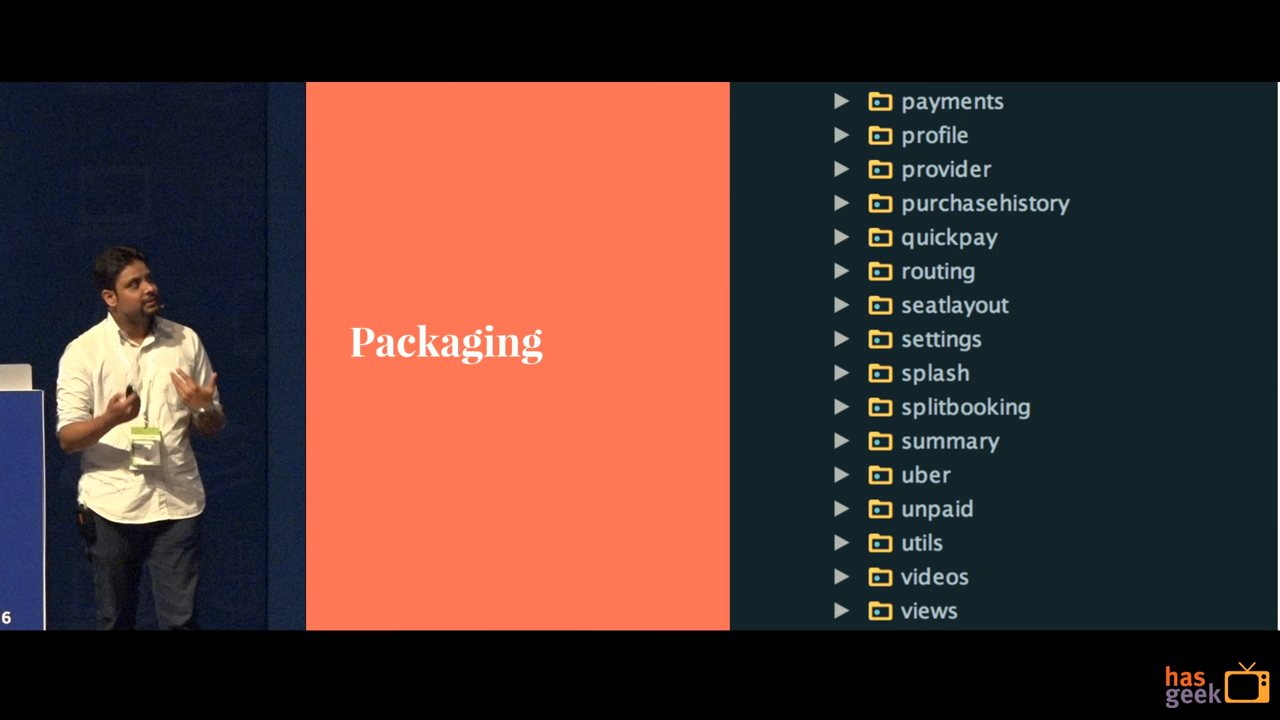 Packaging
payments
profile
provider
purchasehistory
quickpay
routing
seatlayout
settings
splash
splitbooking
summary
uber
unpaid
utils
videos
views
6
has
geek